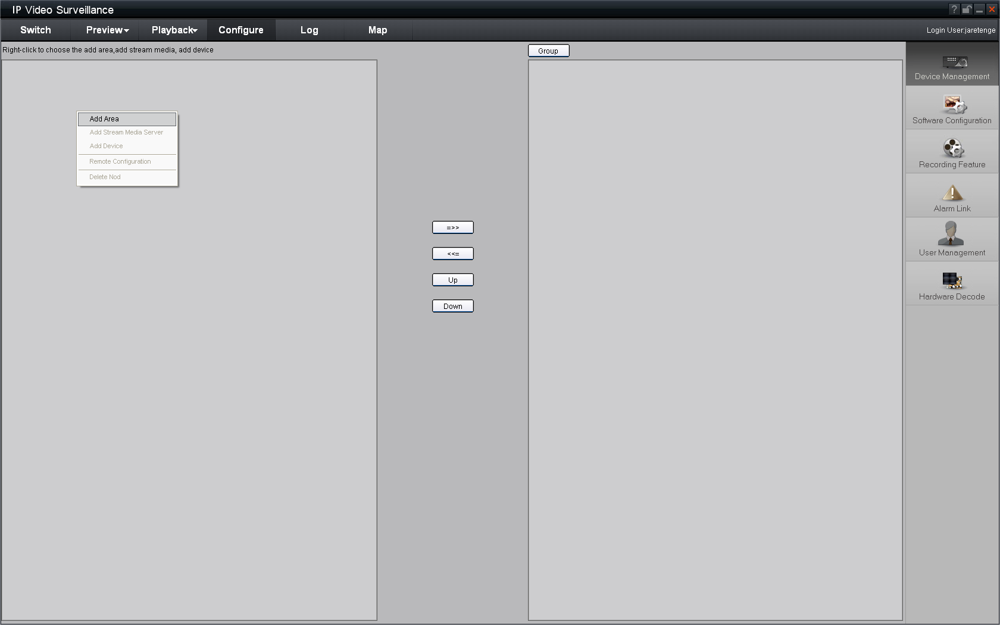 IP Video Surveillance
?
Switch Preview Playback Configure Log Map Login User:jaretenge
Right-click to choose the add area,add stream media, add device
Group
Device Management
Software Configuration
Recording Feature
Alarm Link
User Management
Hardware Decode
Add Area
Add Stream Media Server
Add Device
Remote Configuration
Delete Nod
=>>
<<=
Up
Down